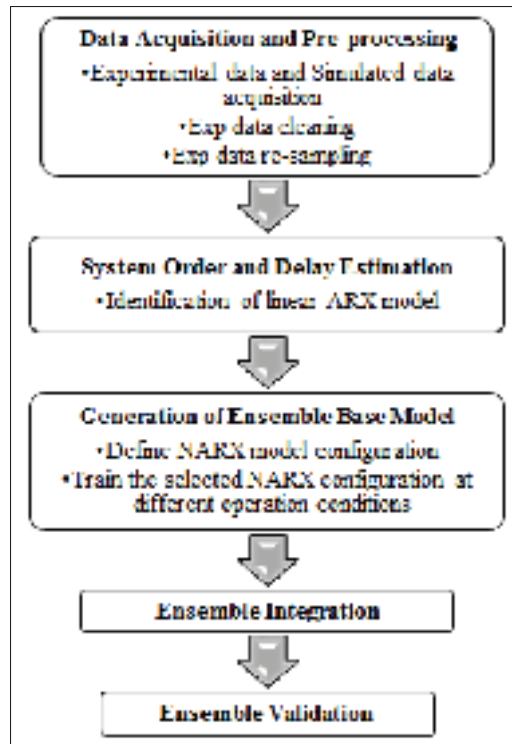 Data Acquisition and Pre-processing
•Experimental data and Simulated data
acquisition
•Exp data cleaning
•Exp data re-sampling
System Order and Delay Estimation
•Identification of linear ARX model
Generation of Ensemble Base Model
•Define NARX model configuration
•Train the selected NARX configuration at
different operation conditions
Ensemble Integration
Ensemble Validation